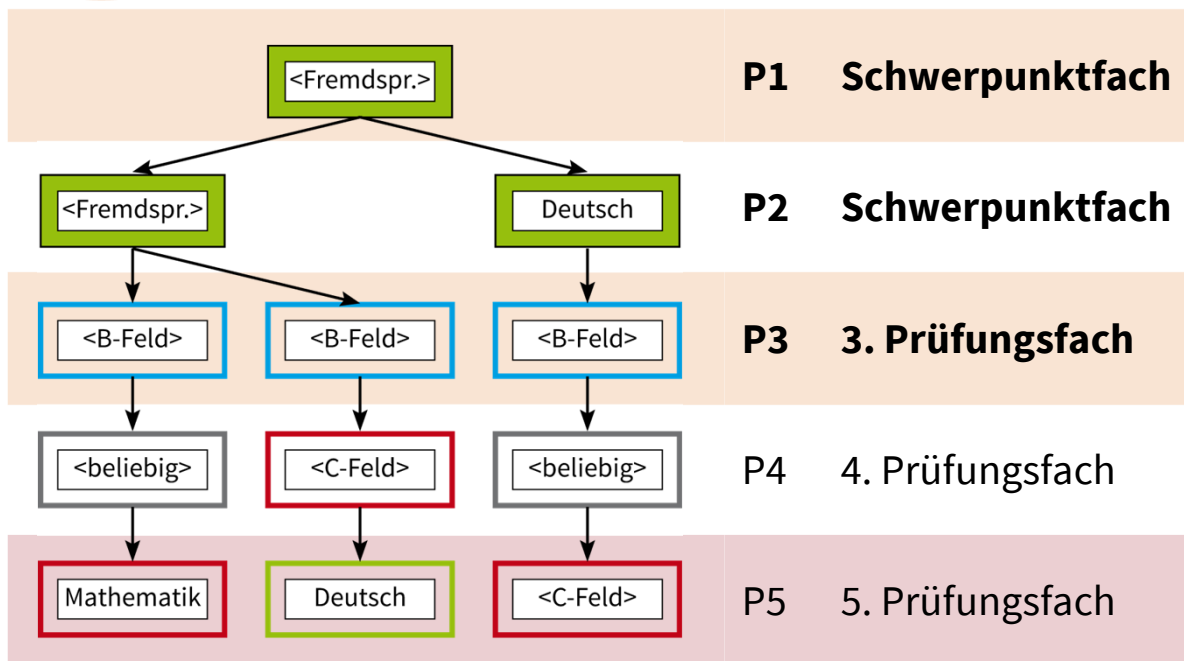 <Fremdspr.> P1 Schwerpunktfach
<Fremdspr.> Deutsch P2 Schwerpunktfach
<B-Feld> <B-Feld> <B-Feld> P3 3. Prüfungsfach
<beliebig> <C-Feld> <beliebig> P4 4. Prüfungsfach
Mathematik Deutsch <C-Feld> P5 5. Prüfungsfach